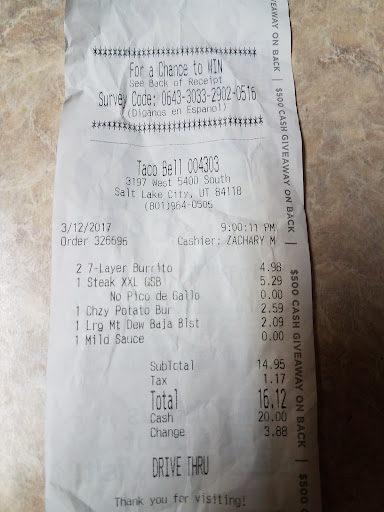 ************************
For a Chance to WIN
See Back of Receipt
Survey Code: 0643-3033-2902-0516
(Diganos en Espanol)
************************
Taco Bell 004303
3197 West 5400 South
Salt Lake City, UT 84118
(801)964-0505
3/12/2017 9:00:11 PM
Order 326596 Cashier: ZACHARY M
2 7-Layer Burrito 4.98
1 Steak XXL GSB 5.29
No Pico de Gallo 0.00
1 Chzy Potato Bur 2.59
1 Lrg Mt Dew Baja Blst 2.09
1 Mild Sauce 0.00
SubTotal 14.95
Tax 1.17
Total 16.12
Cash 20.00
Change 3.88
DRIVE THRU
Thank you for visiting!
GIVEAWAY ON BACK
$500 CASH GIVEAWAY ON BACK
$500 CASH GIVEAWAY ON BACK
$500